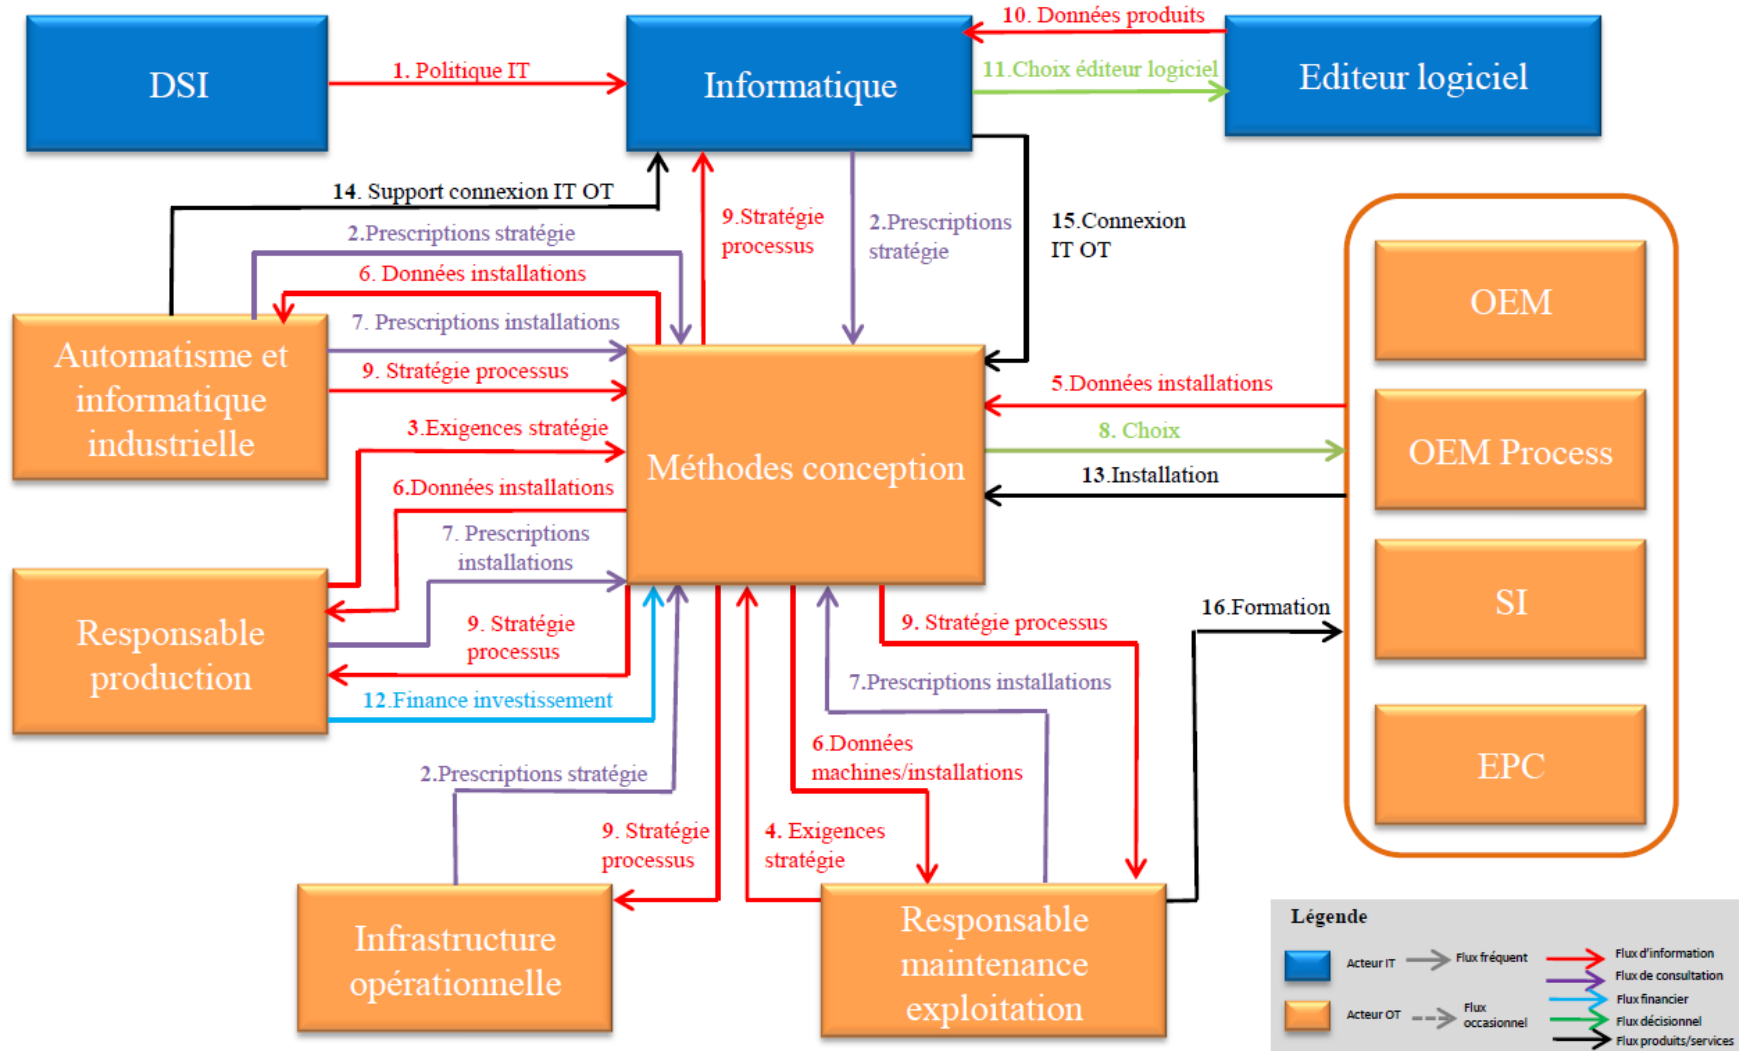 10. Données produits
DSI
1. Politique IT
Informatique
11.Choix éditeur logiciel
Editeur logiciel
14. Support connexion IT OT
2.Prescriptions stratégie
6. Données installations
7. Prescriptions installations
9. Stratégie processus
9.Stratégie
processus
2.Prescriptions
stratégie
15.Connexion
IT OT
Automatisme et
informatique
industrielle
3.Exigences stratégie
6.Données installations
7. Prescriptions
installations
Méthodes conception
5.Données installations
8. Choix
13.Installation
OEM
OEM Process
SI
EPC
Responsable
production
9. Stratégie
processus
12.Finance investissement
9. Stratégie processus
16.Formation
7.Prescriptions installations
2.Prescriptions stratégie
6.Données
machines/installations
9. Stratégie
processus
4. Exigences
stratégie
Infrastructure
opérationnelle
Responsable
maintenance
exploitation
Légende
Acteur IT
Flux fréquent
Acteur OT
Flux
occasionnel
Flux d'information
Flux de consultation
Flux financier
Flux décisionnel
Flux produits/services